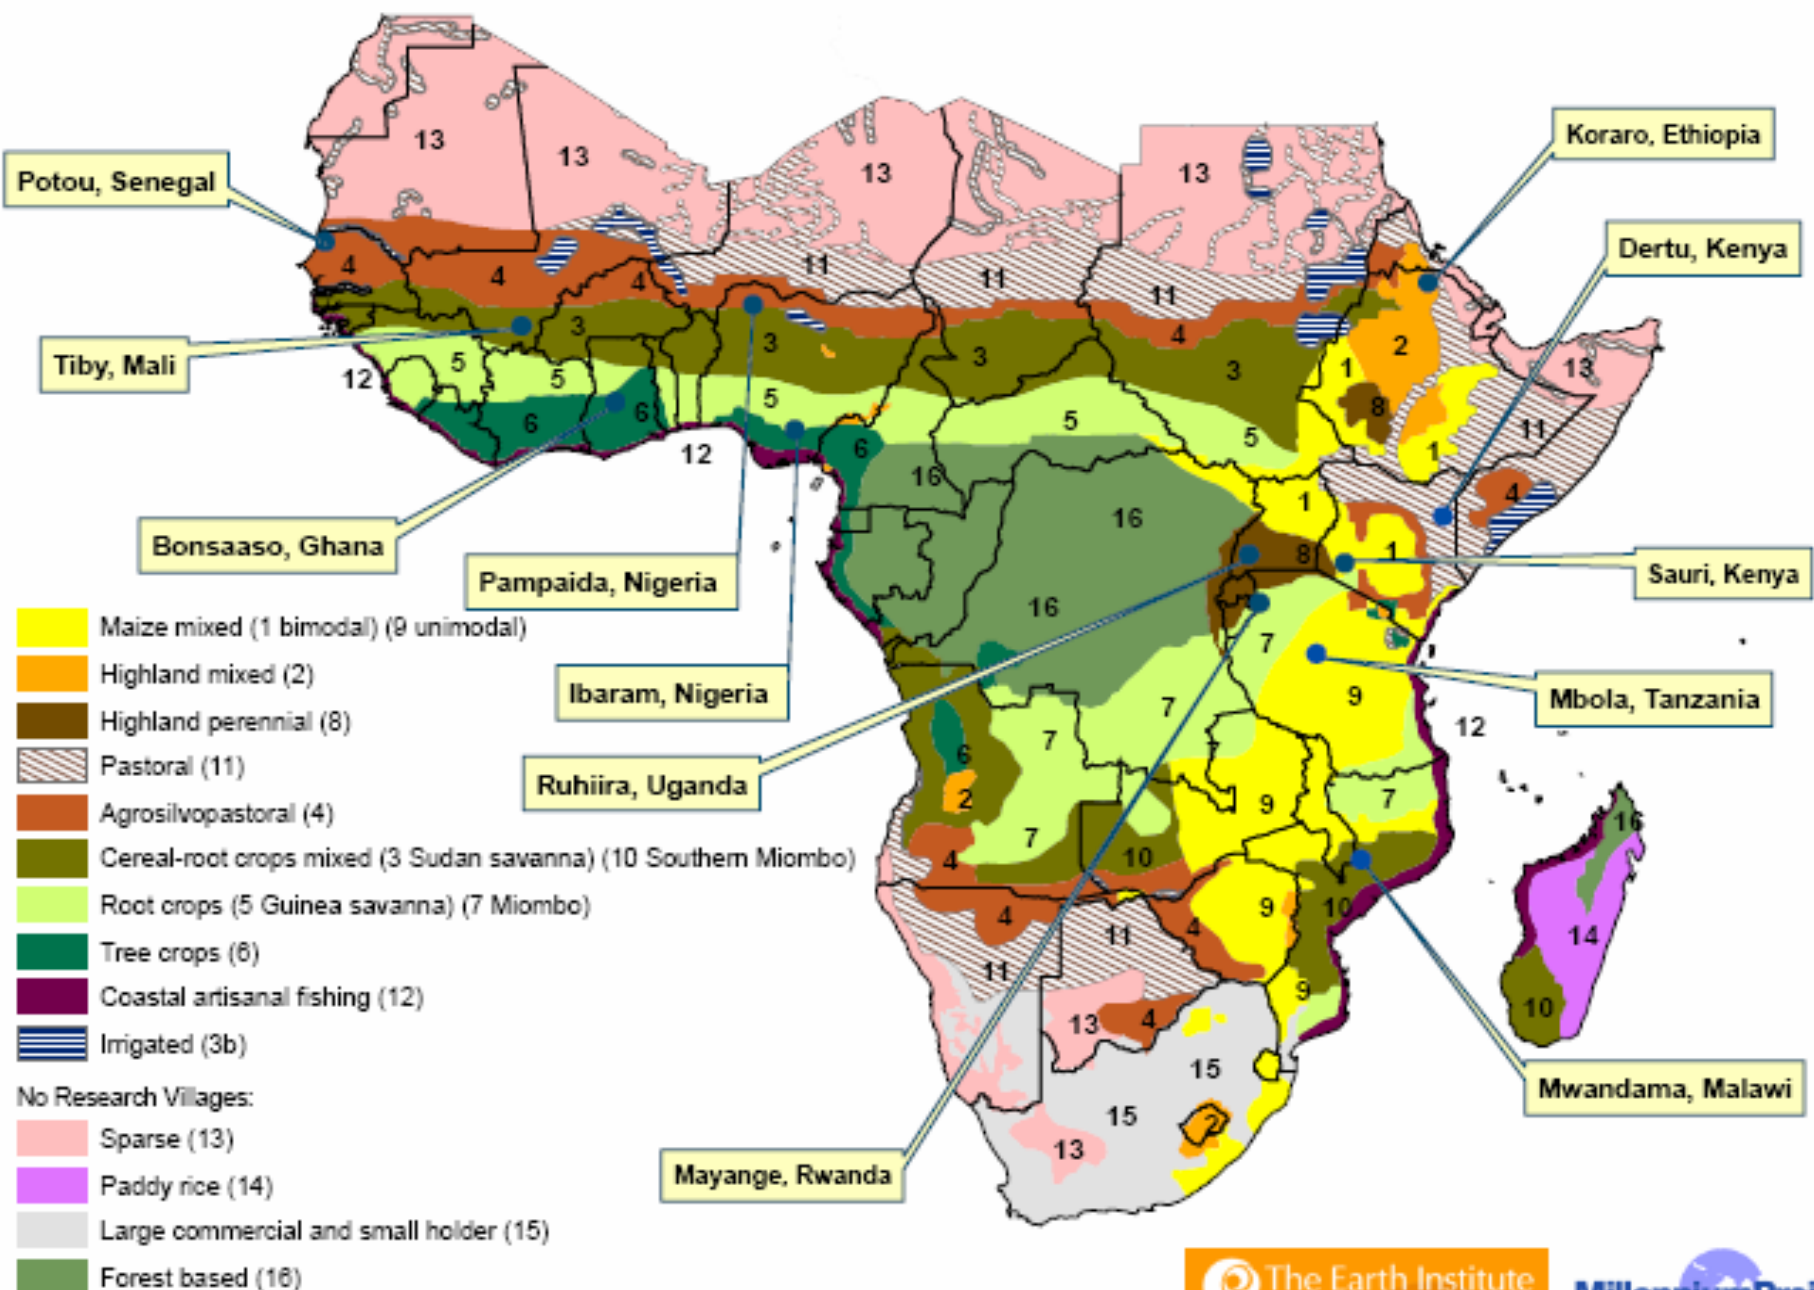 Koraro, Ethiopia
Potou, Senegal
Dertu, Kenya
Tiby, Mali
Bonsaaso, Ghana
Pampaida, Nigeria
Sauri, Kenya
Ibaram, Nigeria
Mbola, Tanzania
Ruhiira, Uganda
Mwandama, Malawi
Mayange, Rwanda
13
13
13
13
4
4
4
11
11
11
3
3
3
3
4
2
1
8
13
11
1
12
5
5
6
6
5
5
5
12
6
16
16
1
4
8
1
16
7
9
12
7
7
7
6
2
9
7
16
7
10
4
9
10
14
4
11
4
11
9
10
13
4
15
15
2
13
Maize mixed (1 bimodal) (9 unimodal)
Highland mixed (2)
Highland perennial (8)
Pastoral (11)
Agrosilvopastoral (4)
Cereal-root crops mixed (3 Sudan savanna) (10 Southern Miombo)
Root crops (5 Guinea savanna) (7 Miombo)
Tree crops (6)
Coastal artisanal fishing (12)
Irrigated (3b)
No Research Villages:
Sparse (13)
Paddy rice (14)
Large commercial and small holder (15)
Forest based (16)
The Earth Institute